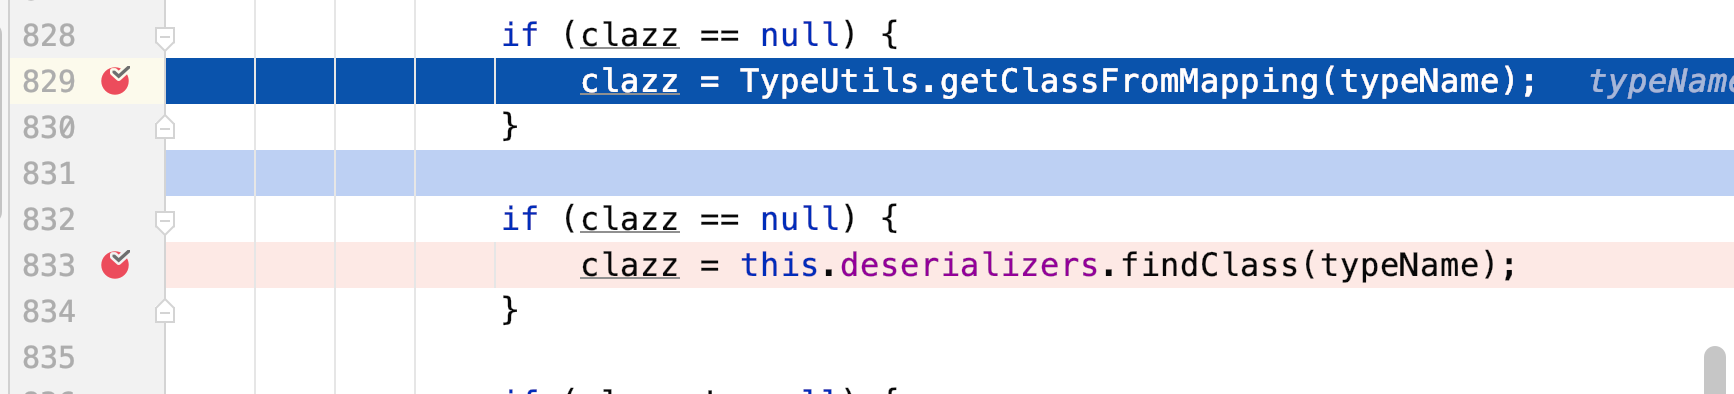 828 if (clazz == null) {
829 clazz = TypeUtils.getClassFromMapping(typeName); typeName
830 }
831
832 if (clazz == null) {
833 clazz = this.deserializers.findClass(typeName);
834 }
835